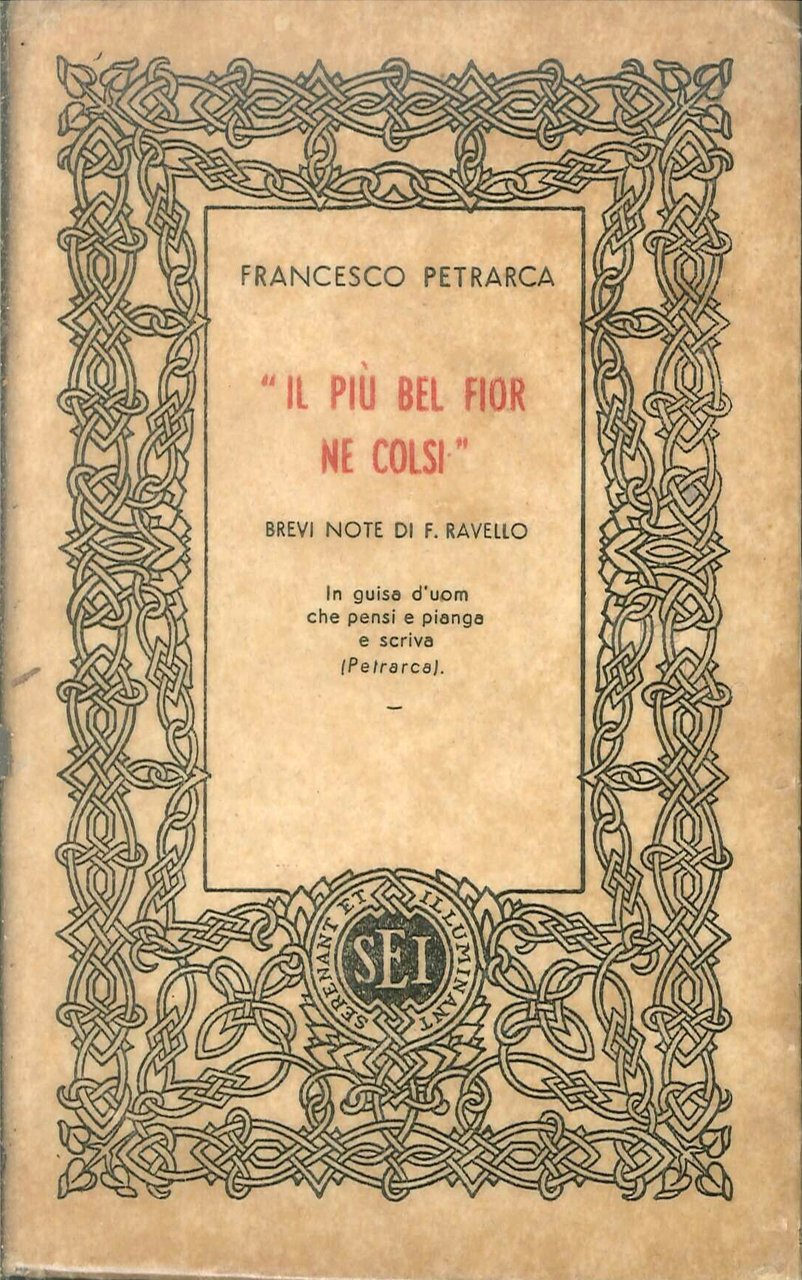 FRANCESCO PETRARCA
“IL PIÙ BEL FIOR
NE COLSI”
BREVI NOTE DI F. RAVELLO
In guisa d'uom
che pensi e pianga
e scriva
(Petrarca).
SERENANT ET ILLUMINANT
SEI